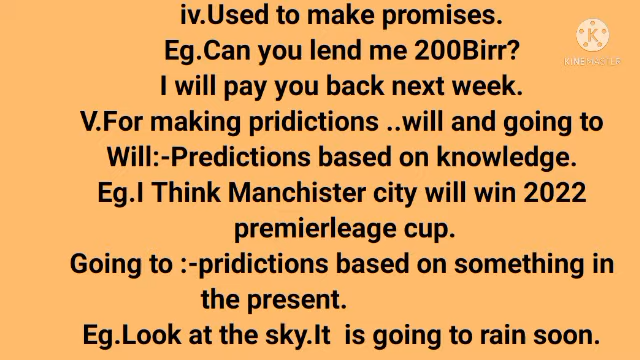 iv.Used to make promises.
Eg.Can you lend me 200Birr?
I will pay you back next week.
V.For making pridictions ..will and going to
Will:-Predictions based on knowledge.
Eg.I Think Manchister city will win 2022
premierleage cup.
Going to :-pridictions based on something in
the present.
Eg.Look at the sky.It is going to rain soon.
K
KINEMASTER